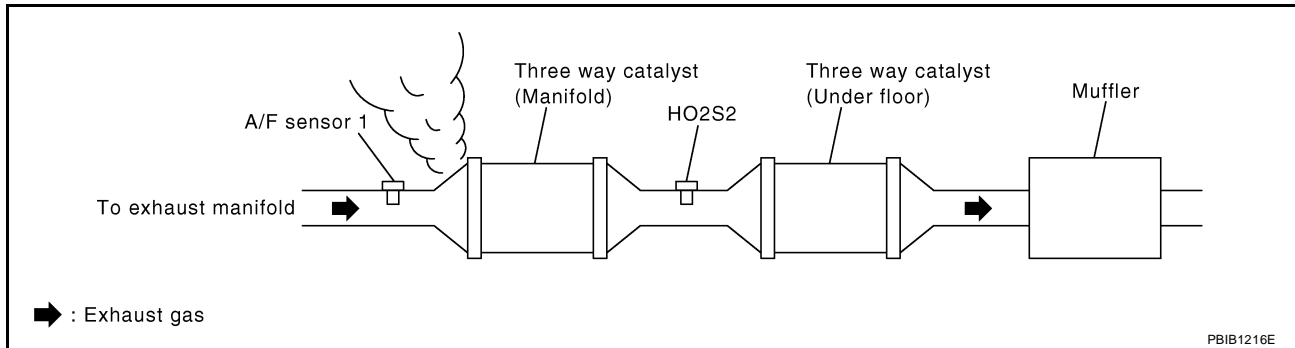 Three way catalyst
(Manifold)
Three way catalyst
(Under floor)
Muffler
A/F sensor 1
HO2S2
To exhaust manifold
: Exhaust gas
PBIB1216E